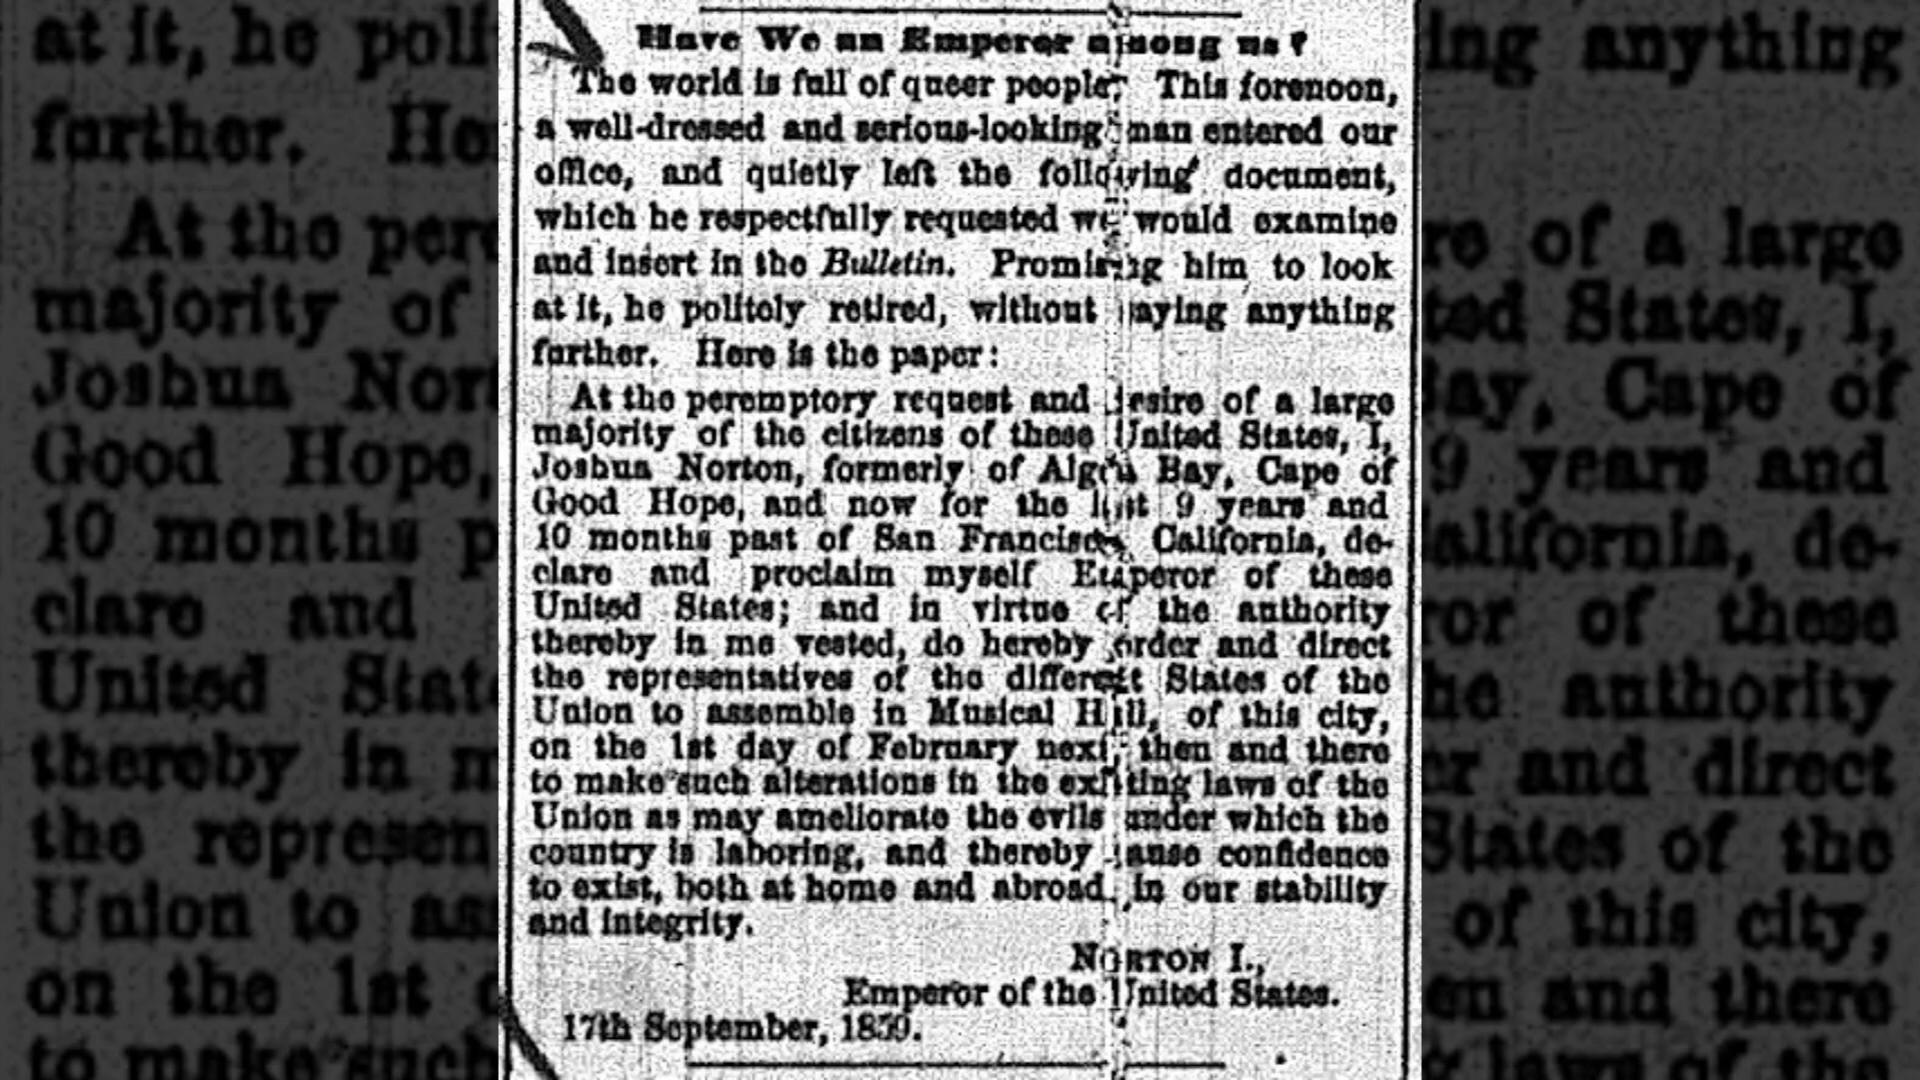 Have We an Emperor among us?
The world is full of queer people. This forenoon,
a well-dressed and serious-looking man entered our
office, and quietly left the following document,
which he respectfully requested we would examine
and insert in the Bulletin. Promising him to look
at it, he politely retired, without saying anything
further. Here is the paper:
At the peremptory request and desire of a large
majority of the citizens of these United States, I,
Joshua Norton, formerly of Algoa Bay, Cape of
Good Hope, and now for the last 9 years and
10 months past of San Francisco, California, de-
clare and proclaim myself Emperor of these
United States; and in virtue of the authority
thereby in me vested, do hereby order and direct
the representatives of the different States of the
Union to assemble in Musical Hall, of this city,
on the 1st day of February next, then and there
to make such alterations in the existing laws of the
Union as may ameliorate the evils under which the
country is laboring, and thereby cause confidence
to exist, both at home and abroad, in our stability
and integrity.
NORTON I.,
Emperor of the United States.
17th September, 1859.